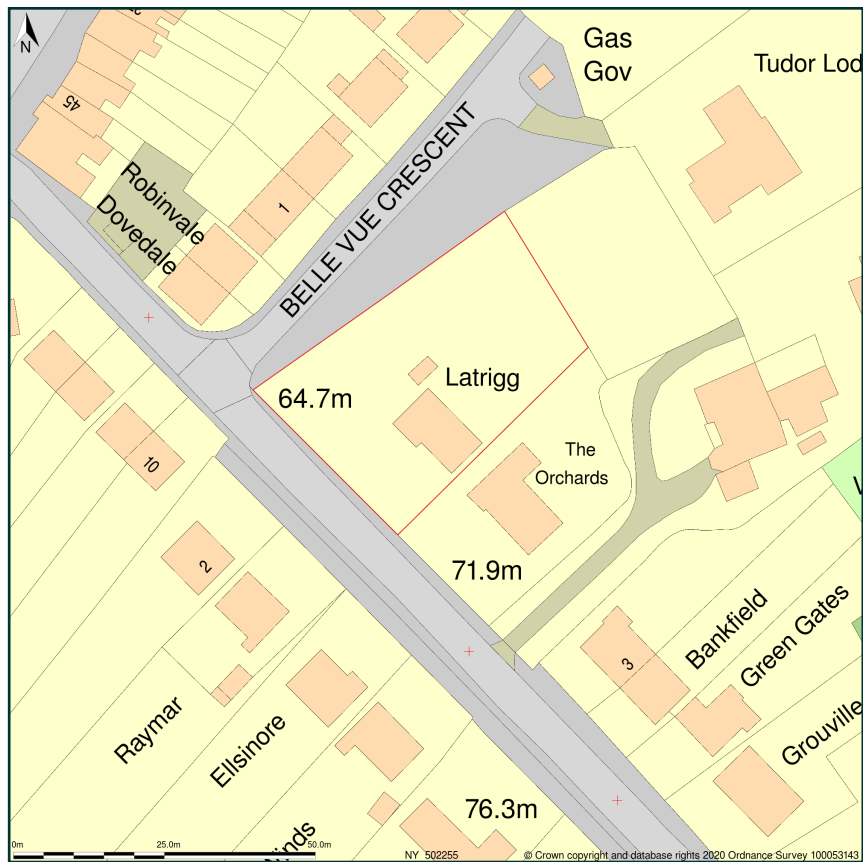 N
Gas
Gov
Tudor Lod
45
BELLE VUE CRESCENT
Robinvale
Dovedale
1
Latrigg
64.7m
The
Orchards
10
71.9m
2
Bankfield
Green Gates
3
Raymar
Ellsinore
Grouville
76.3m
inds
0m
25.0m
50.0m
NY 502255
© Crown copyright and database rights 2020 Ordnance Survey 100053143